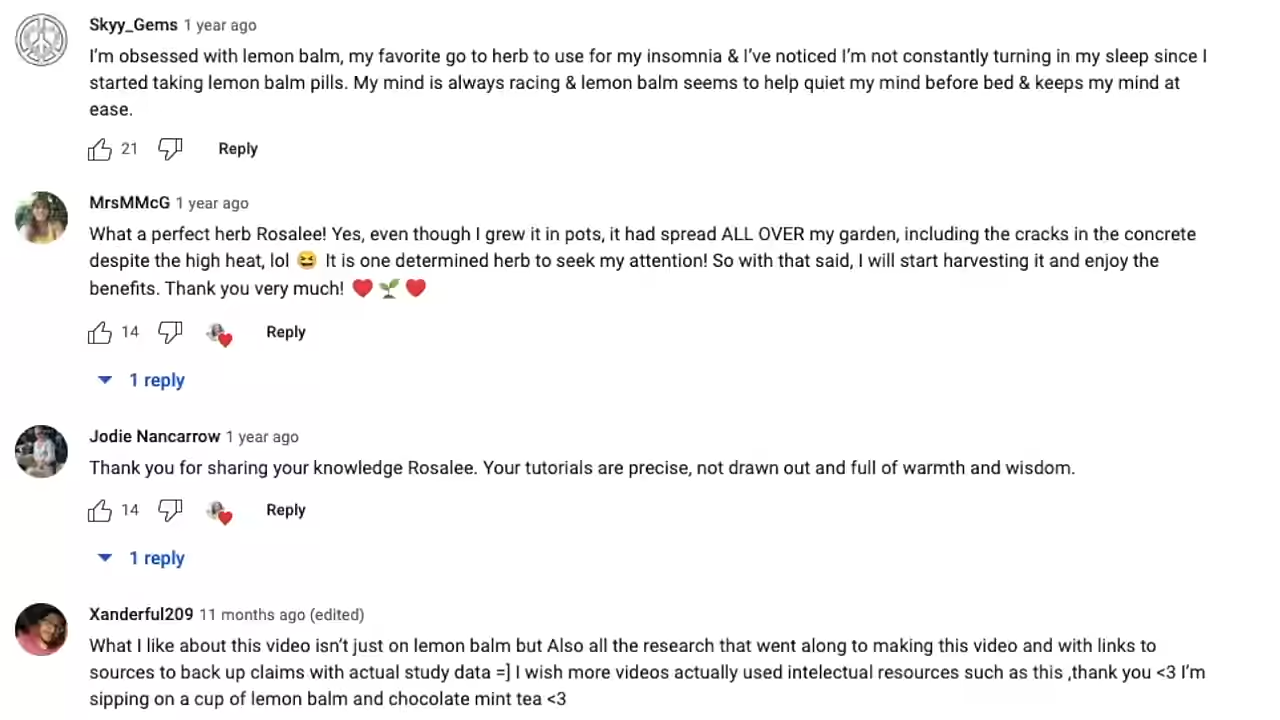 Skyy_Gems 1 year ago
I'm obsessed with lemon balm, my favorite go to herb to use for my insomnia & I've noticed I'm not constantly turning in my sleep since I
started taking lemon balm pills. My mind is always racing & lemon balm seems to help quiet my mind before bed & keeps my mind at
ease.
21 Reply
MrsMMcG 1 year ago
What a perfect herb Rosalee! Yes, even though I grew it in pots, it had spread ALL OVER my garden, including the cracks in the concrete
despite the high heat, lol 😆 It is one determined herb to seek my attention! So with that said, I will start harvesting it and enjoy the
benefits. Thank you very much! ❤️🌱❤️
14 Reply
1 reply
Jodie Nancarrow 1 year ago
Thank you for sharing your knowledge Rosalee. Your tutorials are precise, not drawn out and full of warmth and wisdom.
14 Reply
1 reply
Xanderful209 11 months ago (edited)
What I like about this video isn't just on lemon balm but Also all the research that went along to making this video and with links to
sources to back up claims with actual study data =] I wish more videos actually used intelectual resources such as this ,thank you <3 I'm
sipping on a cup of lemon balm and chocolate mint tea <3